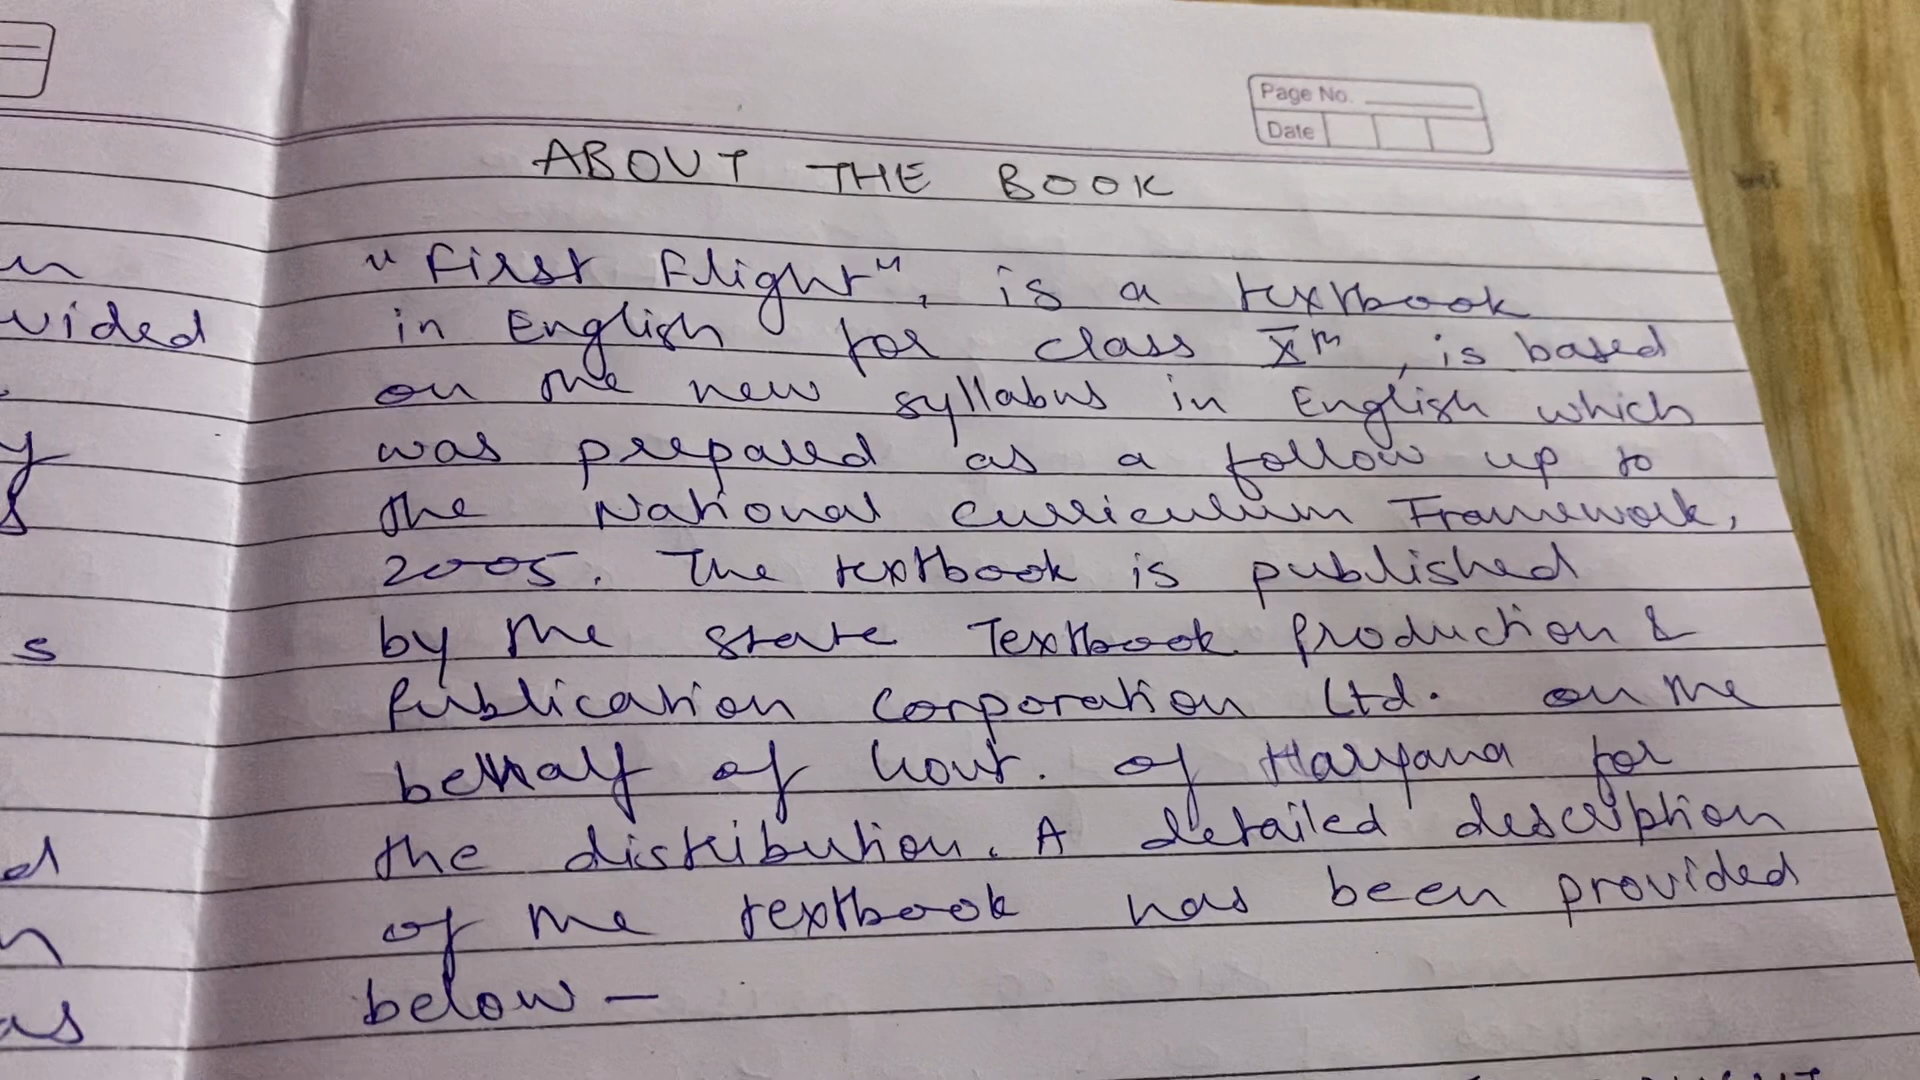 Page No.
Date
ABOUT THE BOOK
"First Flight", is a textbook
in English for class Xth, is based
on the new syllabus in English which
was prepared as a follow up to
the National Curriculum Framework,
2005. The textbook is published
by the State Textbook Production &
Publication Corporation Ltd. on the
behalf of Govt. of Haryana for
the distribution. A detailed description
of the textbook has been provided
below —
vided